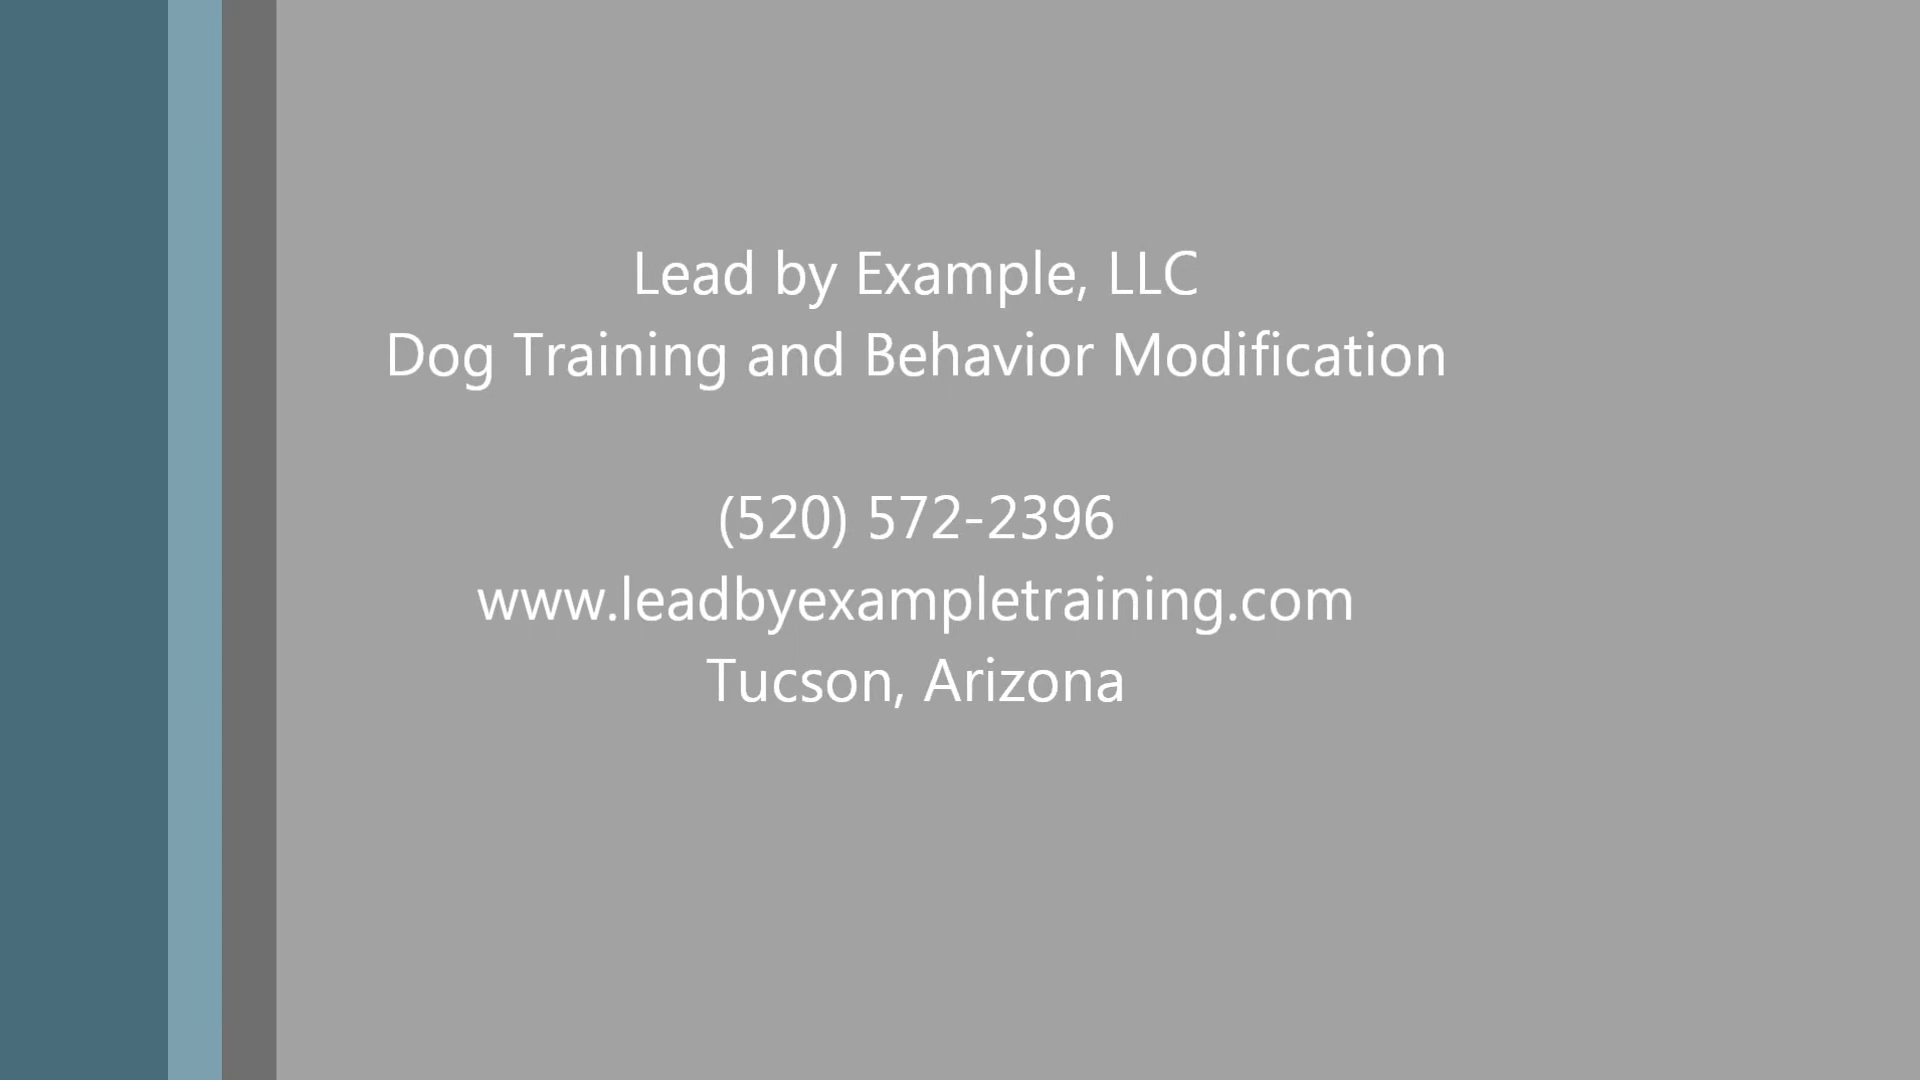 Lead by Example, LLC
Dog Training and Behavior Modification
(520) 572-2396
www.leadbyexampletraining.com
Tucson, Arizona